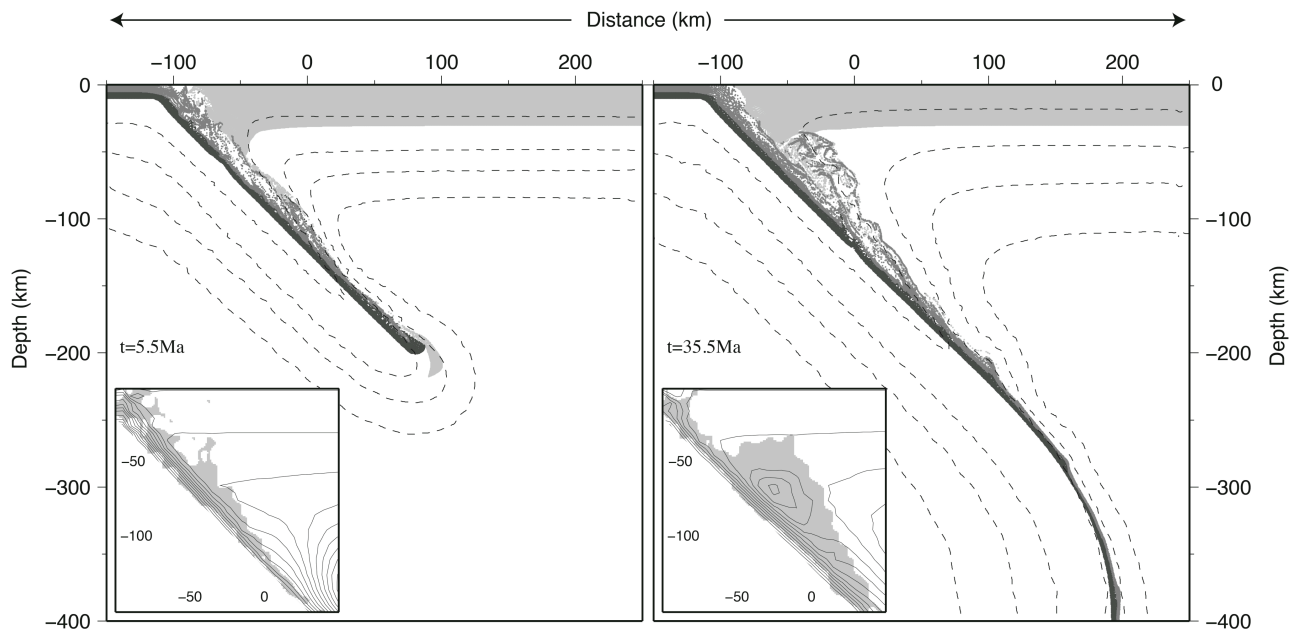 Distance (km)
−100 0 100 200 −100 0 100 200
0 0
−100 −100
−200 −200
−300 −300
−400 −400
Depth (km) Depth (km)
t=5.5Ma t=35.5Ma
−50 −50
−100 −100
−50 0 −50 0